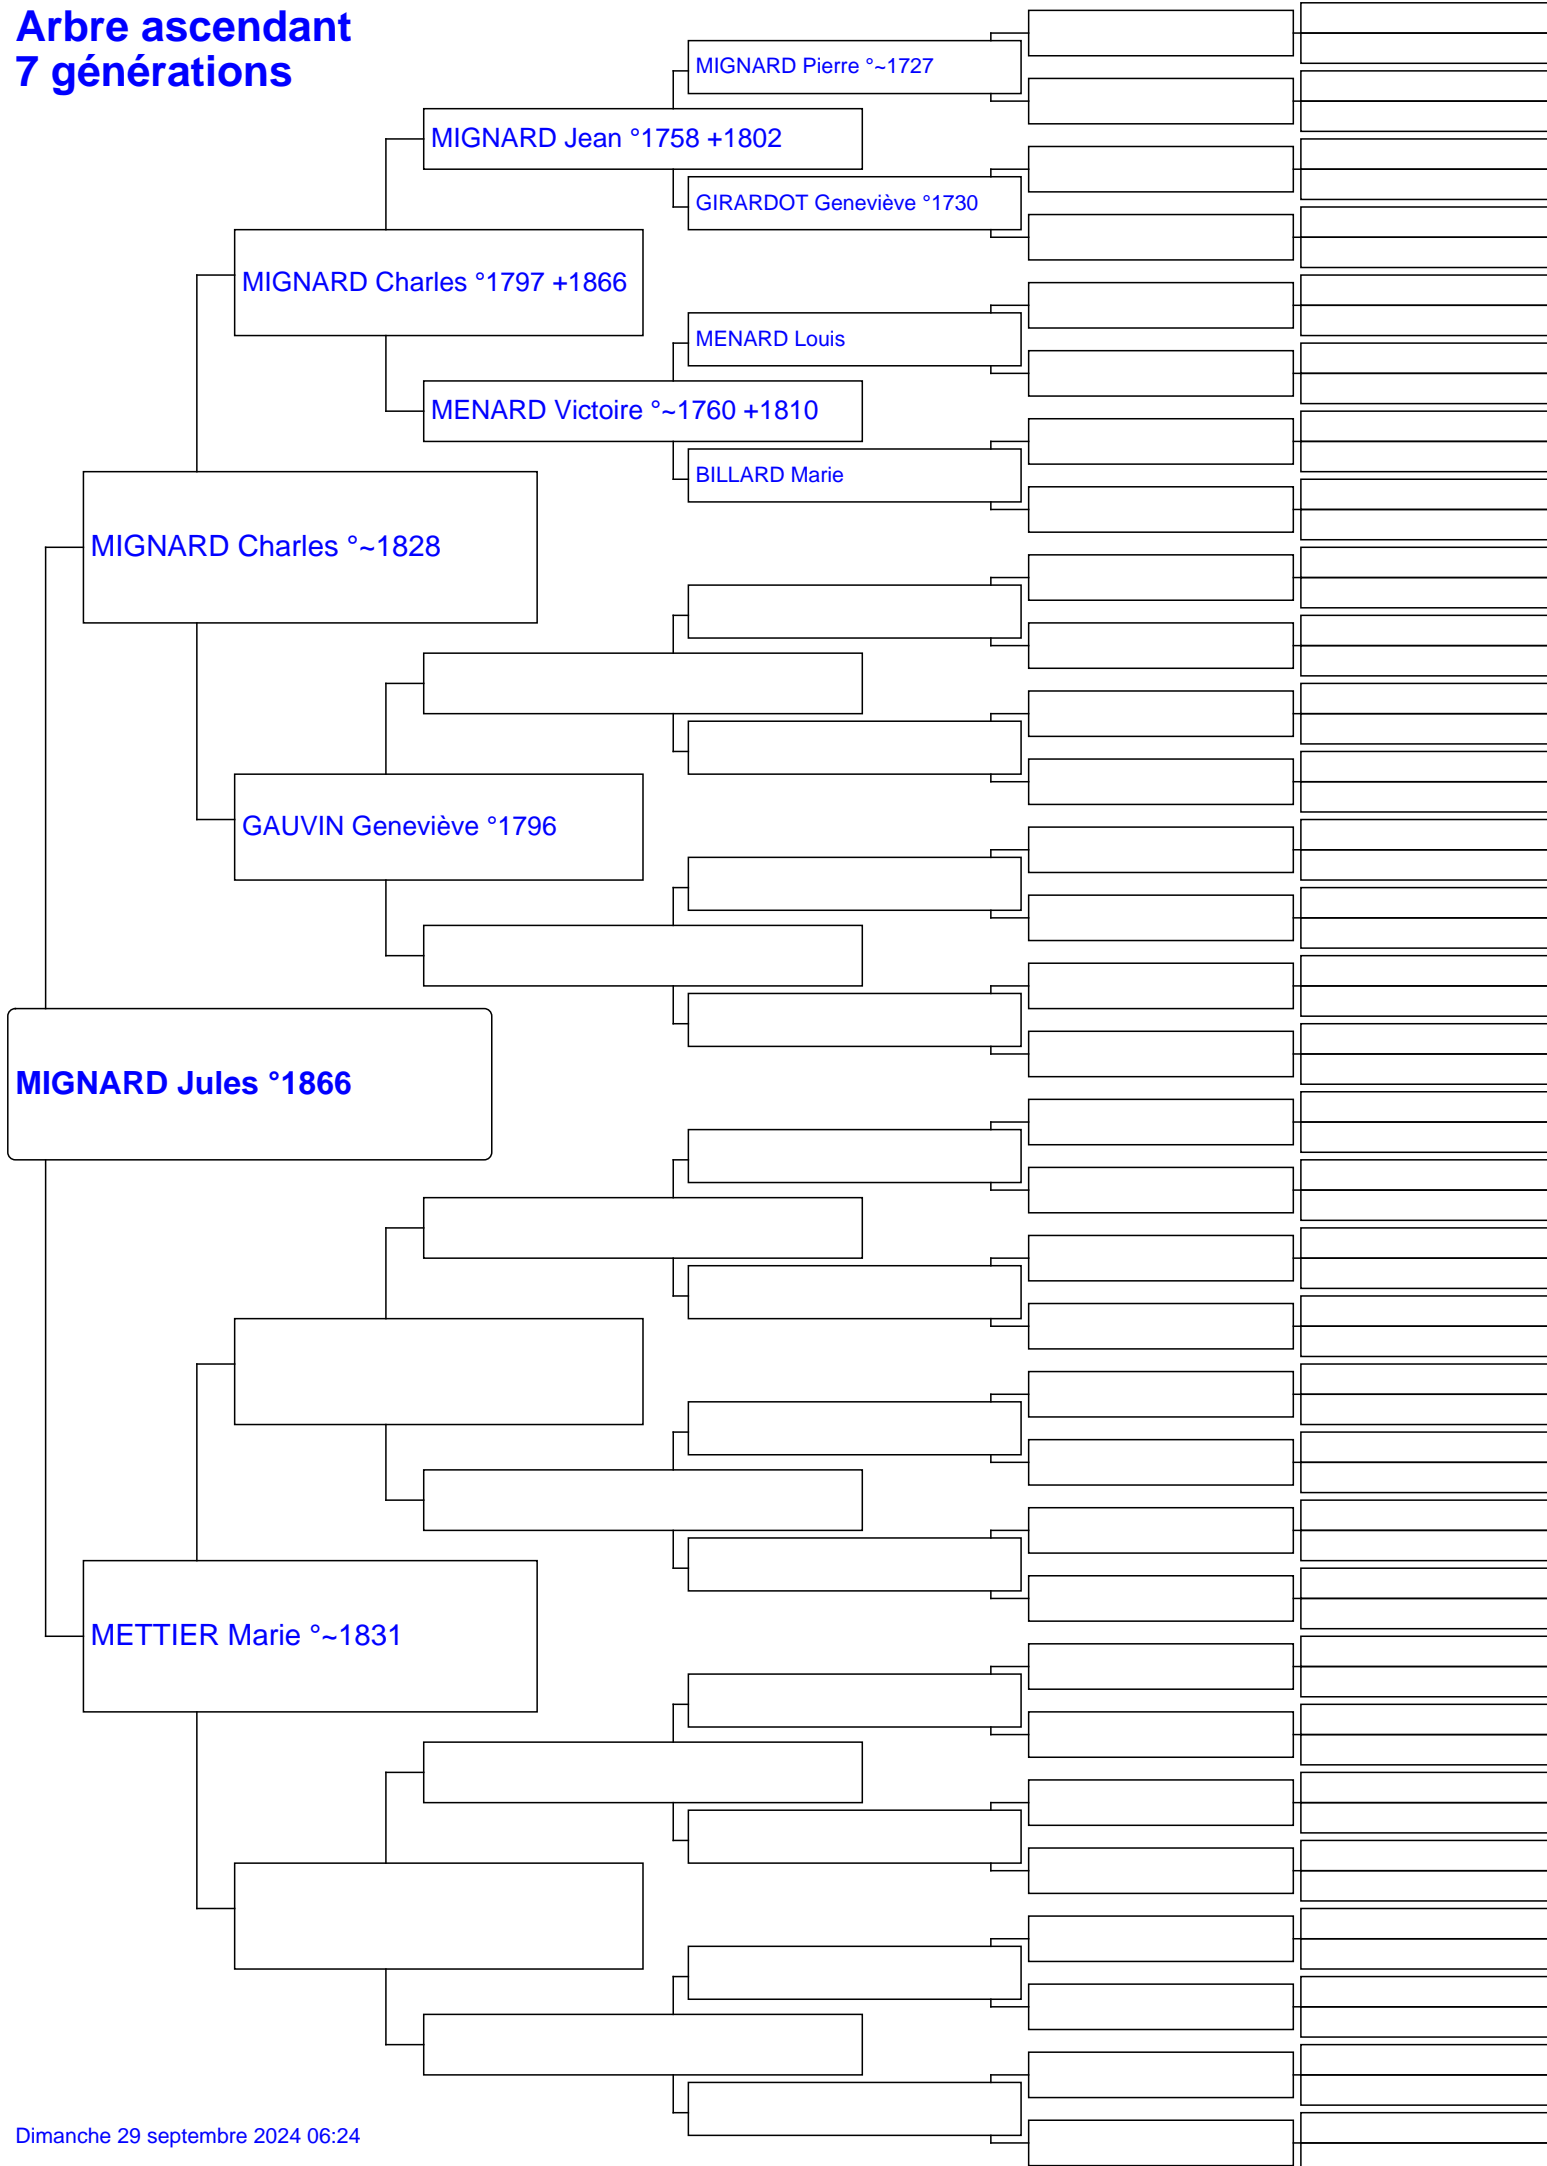 Arbre ascendant
7 générations
MIGNARD Pierre °~1727
MIGNARD Jean °1758 +1802
GIRARDOT Geneviève °1730
MIGNARD Charles °1797 +1866
MENARD Louis
MENARD Victoire °~1760 +1810
BILLARD Marie
MIGNARD Charles °~1828
GAUVIN Geneviève °1796
MIGNARD Jules °1866
METTIER Marie °~1831
Dimanche 29 septembre 2024 06:24